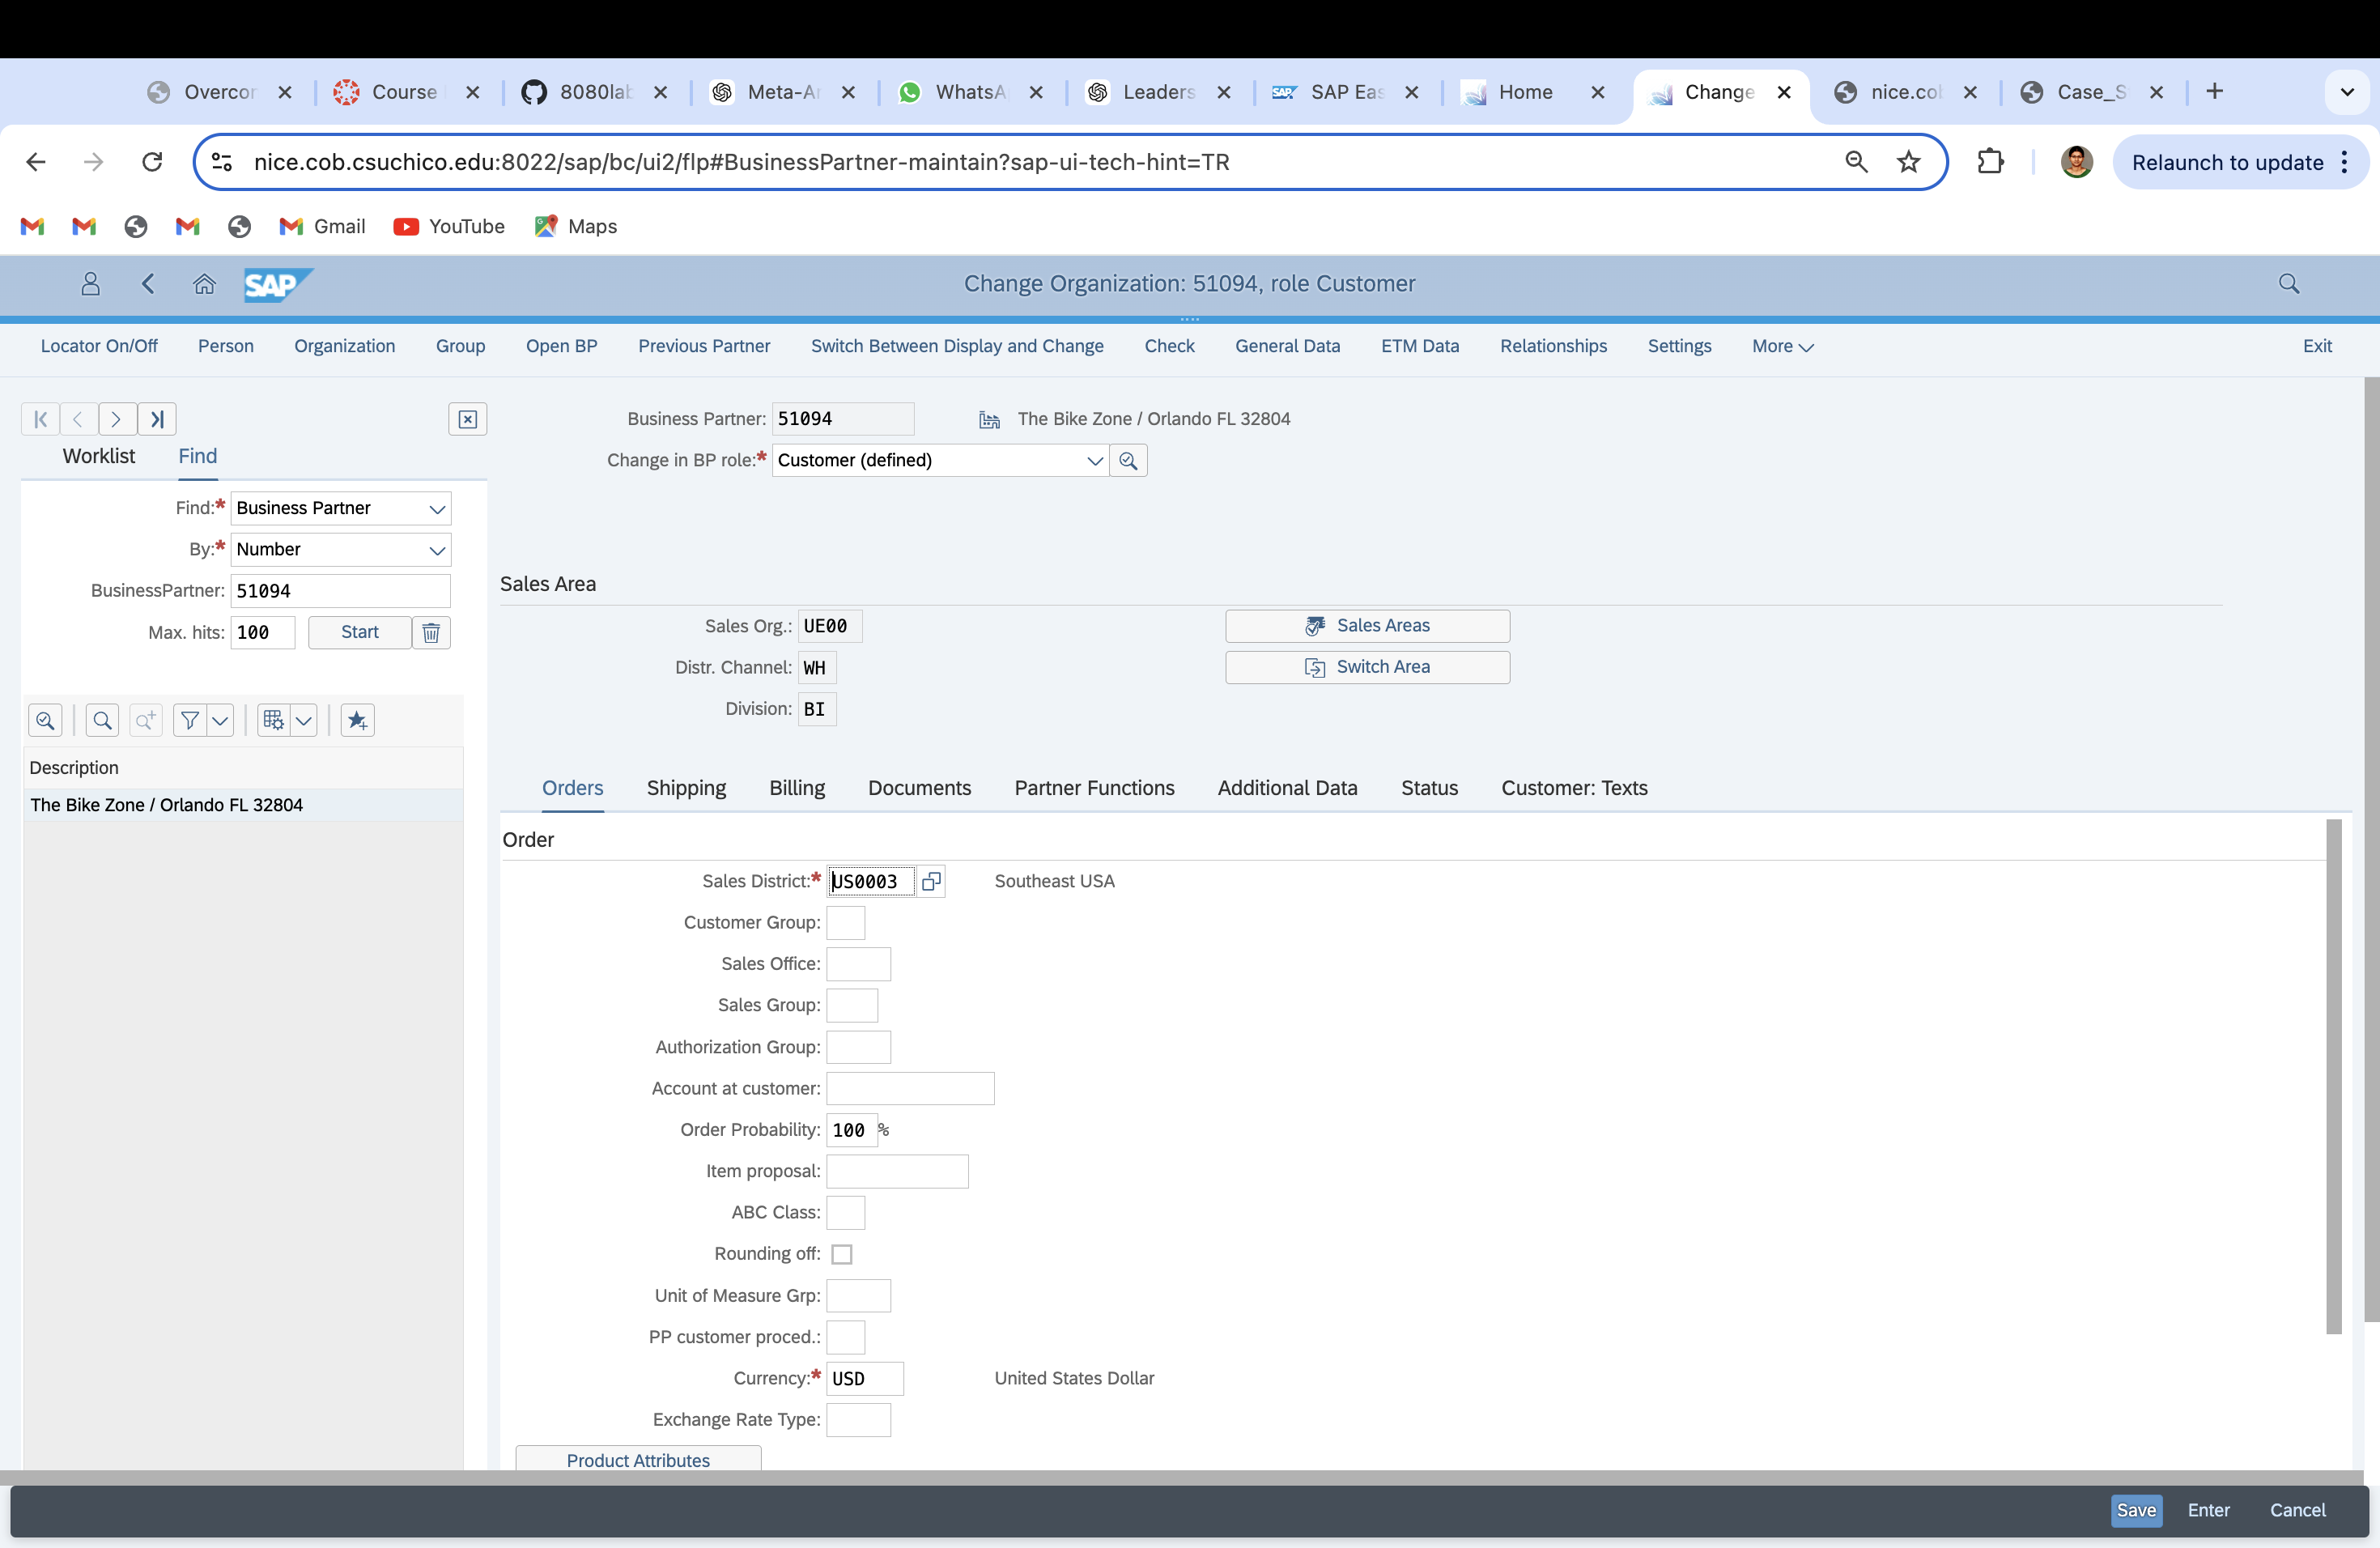 Overcor
Course
8080lab
Meta-Ar
WhatsA
Leaders
SAP Eas
Home
Change
nice.cob
Case_S
nice.cob.csuchico.edu:8022/sap/bc/ui2/flp#BusinessPartner-maintain?sap-ui-tech-hint=TR
Relaunch to update
Gmail
YouTube
Maps
SAP
Change Organization: 51094, role Customer
Locator On/Off
Person
Organization
Group
Open BP
Previous Partner
Switch Between Display and Change
Check
General Data
ETM Data
Relationships
Settings
More
Exit
Worklist
Find
Find:* Business Partner
By:* Number
BusinessPartner: 51094
Max. hits: 100 Start
Description
The Bike Zone / Orlando FL 32804
Business Partner: 51094 The Bike Zone / Orlando FL 32804
Change in BP role:* Customer (defined)
Sales Area
Sales Org.: UE00 Sales Areas
Distr. Channel: WH Switch Area
Division: BI
Orders
Shipping
Billing
Documents
Partner Functions
Additional Data
Status
Customer: Texts
Order
Sales District:* US0003 Southeast USA
Customer Group:
Sales Office:
Sales Group:
Authorization Group:
Account at customer:
Order Probability: 100 %
Item proposal:
ABC Class:
Rounding off:
Unit of Measure Grp:
PP customer proced.:
Currency:* USD United States Dollar
Exchange Rate Type:
Product Attributes
Save
Enter
Cancel